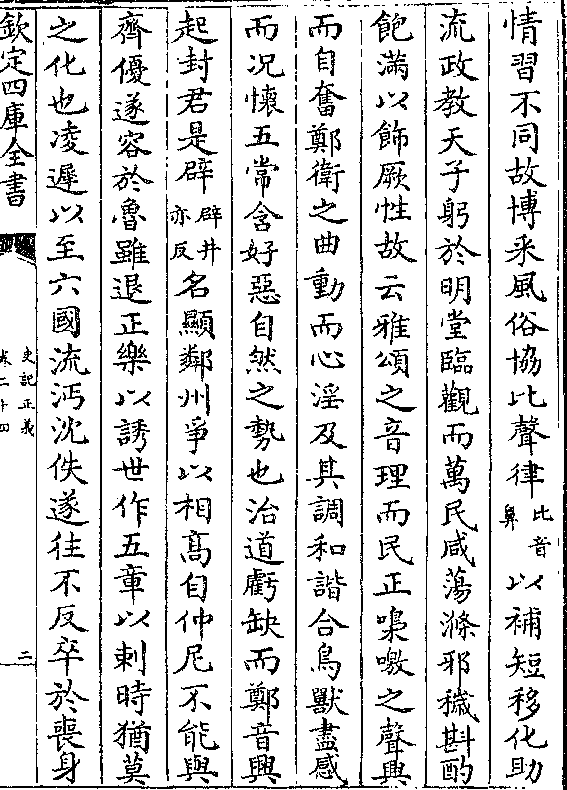 情習不同故博采風俗協比聲律比音鼻以補短移化助
流政教天子躬於明堂臨觀而萬民咸蕩滌邪穢斟酌
飽滿以飾厥性故云雅頌之音理而民正嘄噭之聲興
而士奮鄭衛之曲動而心淫及其調和諧合鳥獸盡感
而况懷五常含好惡自然之勢也治道虧缺而鄭音興
起封君是辟辟井亦反名顯鄰州爭以相髙自仲尼不能與
齊優遂容於魯雖退正樂以誘世作五章以刺時猶莫
之化也凌遲以至六國流沔沈佚遂往不反卒於喪身
欽定四庫全書
史記正義
卷二十四
二